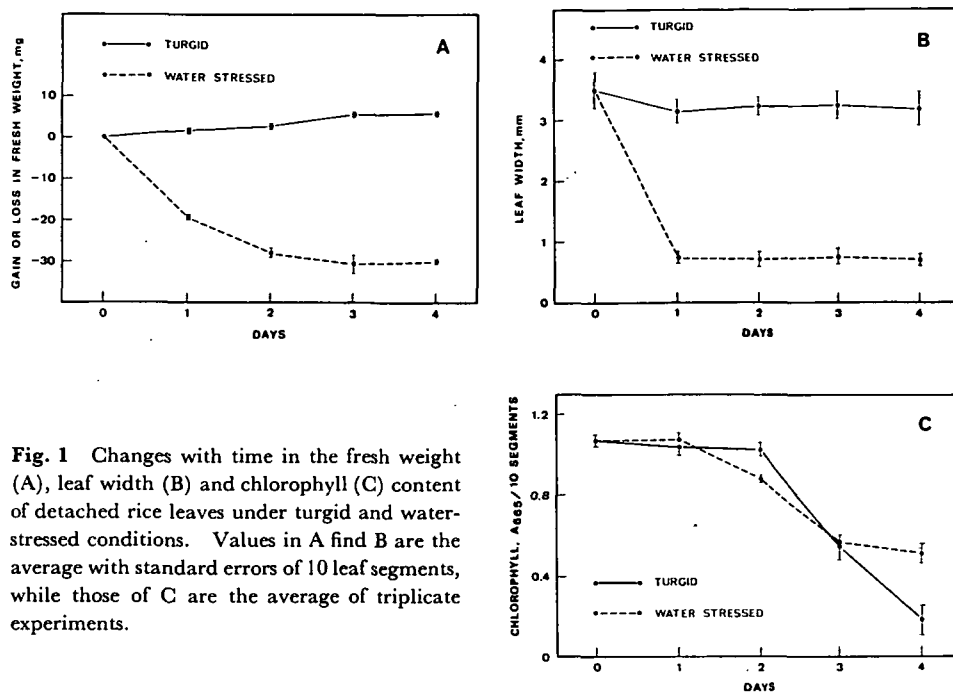 A
TURGID
WATER STRESSED
GAIN OR LOSS IN FRESH WEIGHT, mg
10
0
-10
-20
-30
0 1 2 3 4
DAYS
B
TURGID
WATER STRESSED
LEAF WIDTH, mm
4
3
2
1
0
0 1 2 3 4
DAYS
Fig. 1 Changes with time in the fresh weight
(A), leaf width (B) and chlorophyll (C) content
of detached rice leaves under turgid and water-
stressed conditions. Values in A find B are the
average with standard errors of 10 leaf segments,
while those of C are the average of triplicate
experiments.
C
CHLOROPHYLL, A665/10 SEGMENTS
1.2
0.8
0.4
0
TURGID
WATER STRESSED
0 1 2 3 4
DAYS